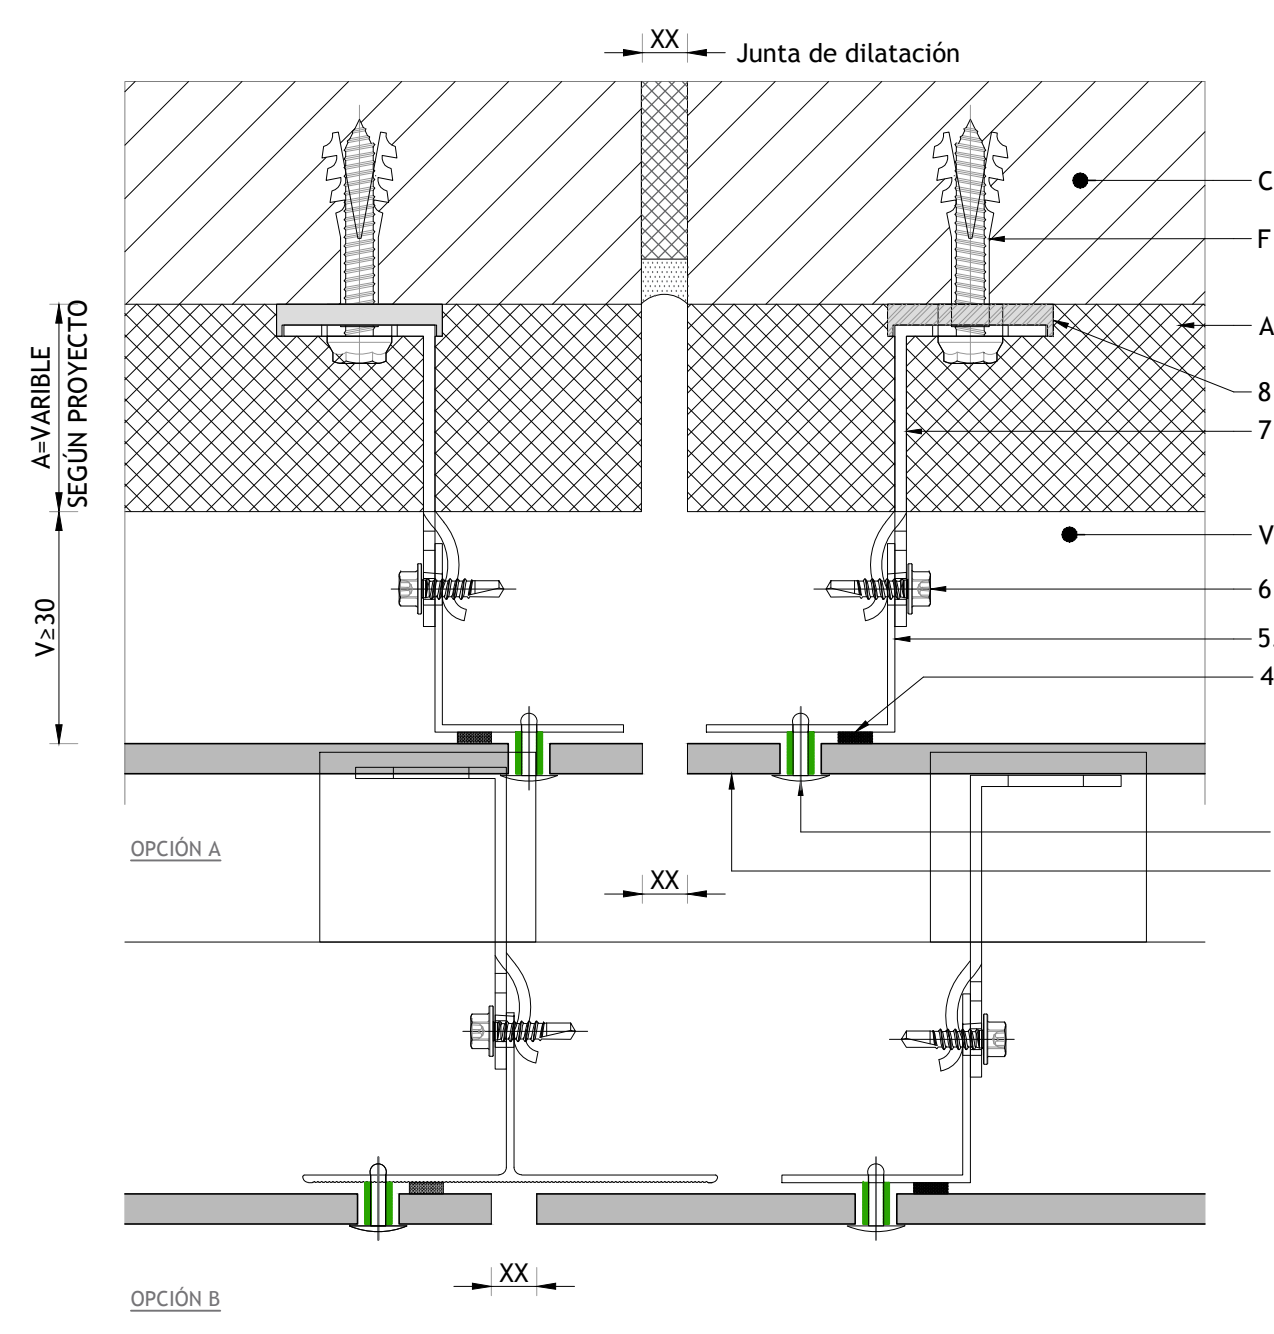 XX
Junta de dilatación
C
F
A
8
7
A=VARIBLE
SEGÚN PROYECTO
V
6
5
4
V≥30
OPCIÓN A
XX
XX
OPCIÓN B